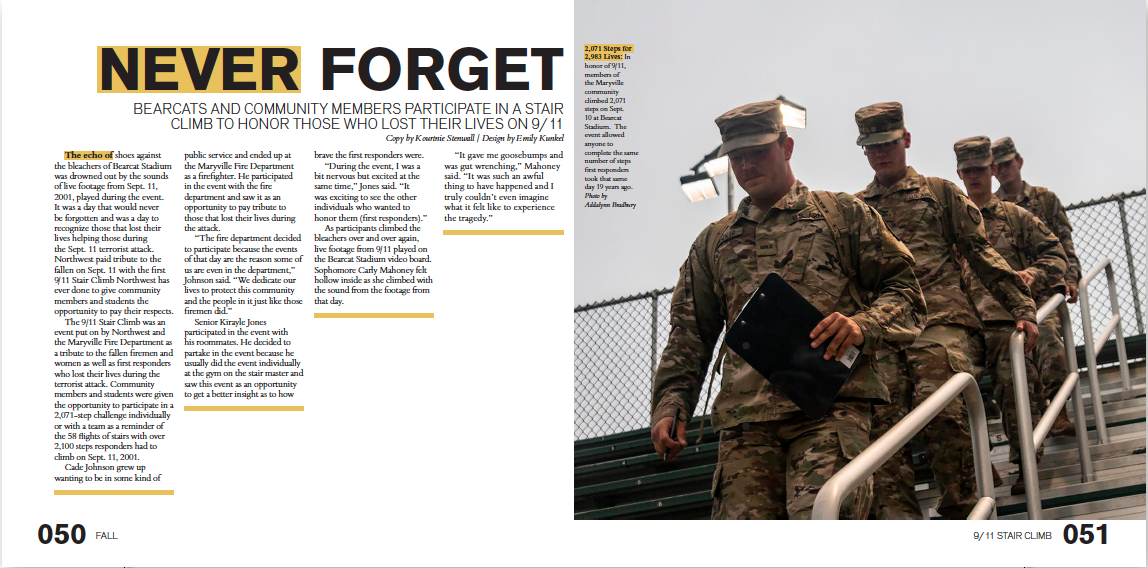 NEVER FORGET
BEARCATS AND COMMUNITY MEMBERS PARTICIPATE IN A STAIR
CLIMB TO HONOR THOSE WHO LOST THEIR LIVES ON 9/11
Copy by Kourtnie Stenwall | Design by Emily Kunkel
The echo of shoes against
the bleachers of Bearcat Stadium
was drowned out by the sounds
of live footage from Sept. 11,
2001, played during the event.
It was a day that would never
be forgotten and was a day to
recognize those that lost their
lives helping those during
the Sept. 11 terrorist attack.
Northwest paid tribute to the
fallen on Sept. 11 with the first
9/11 Stair Climb Northwest has
ever done to give community
members and students the
opportunity to pay their respects.
The 9/11 Stair Climb was an
event put on by Northwest and
the Maryville Fire Department as
a tribute to the fallen firemen and
women as well as first responders
who lost their lives during the
terrorist attack. Community
members and students were given
the opportunity to participate in a
2,071-step challenge individually
or with a team as a reminder of
the 58 flights of stairs with over
2,100 steps responders had to
climb on Sept. 11, 2001.
Cade Johnson grew up
wanting to be in some kind of
public service and ended up at
the Maryville Fire Department
as a firefighter. He participated
in the event with the fire
department and saw it as an
opportunity to pay tribute to
those that lost their lives during
the attack.
"The fire department decided
to participate because the events
of that day are the reason some of
us are even in the department,"
Johnson said. "We dedicate our
lives to protect this community
and the people in it just like those
firemen did."
Senior Kirayle Jones
participated in the event with
his roommates. He decided to
partake in the event because he
usually did the event individually
at the gym on the stair master and
saw this event as an opportunity
to get a better insight as to how
brave the first responders were.
"During the event, I was a
bit nervous but excited at the
same time," Jones said. "It
was exciting to see the other
individuals who wanted to
honor them (first responders)."
As participants climbed the
bleachers over and over again,
live footage from 9/11 played on
the Bearcat Stadium video board.
Sophomore Carly Mahoney felt
hollow inside as she climbed with
the sound from the footage from
that day.
"It gave me goosebumps and
was gut wrenching," Mahoney
said. "It was such an awful
thing to have happened and I
truly couldn't even imagine
what it felt like to experience
the tragedy."
2,071 Steps for
2,983 Lives: In
honor of 9/11,
members of
the Maryville
community
climbed 2,071
steps on Sept.
10 at Bearcat
Stadium. The
event allowed
anyone to
complete the same
number of steps
first responders
took that same
day 19 years ago.
Photo by
Addalynn Bradbury
050 FALL
9/11 STAIR CLIMB 051